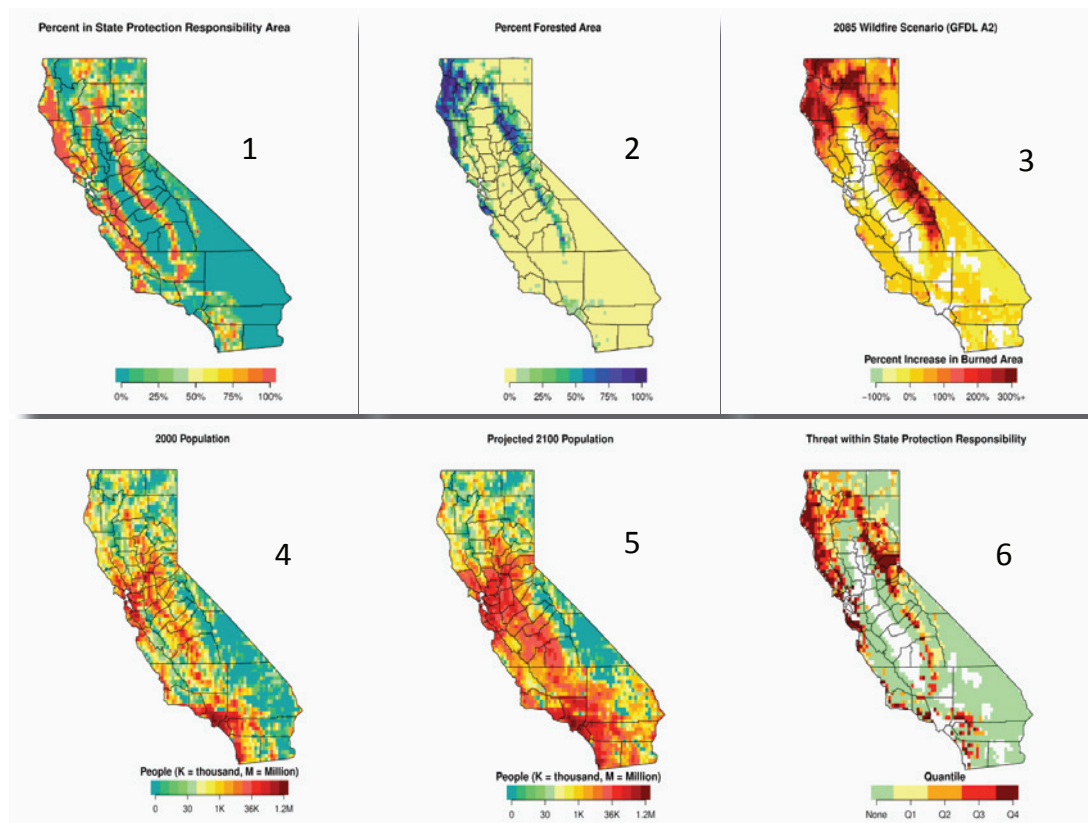 Percent in State Protection Responsibility Area
1
0% 25% 50% 75% 100%
Percent Forested Area
2
0% 25% 50% 75% 100%
2085 Wildfire Scenario (GFDL A2)
3
Percent Increase in Burned Area
−100% 0% 100% 200% 300%+
2000 Population
4
People (K = thousand, M = Million)
0 30 1K 36K 1.2M
Projected 2100 Population
5
People (K = thousand, M = Million)
0 30 1K 36K 1.2M
Threat within State Protection Responsibility
6
Quantile
None Q1 Q2 Q3 Q4